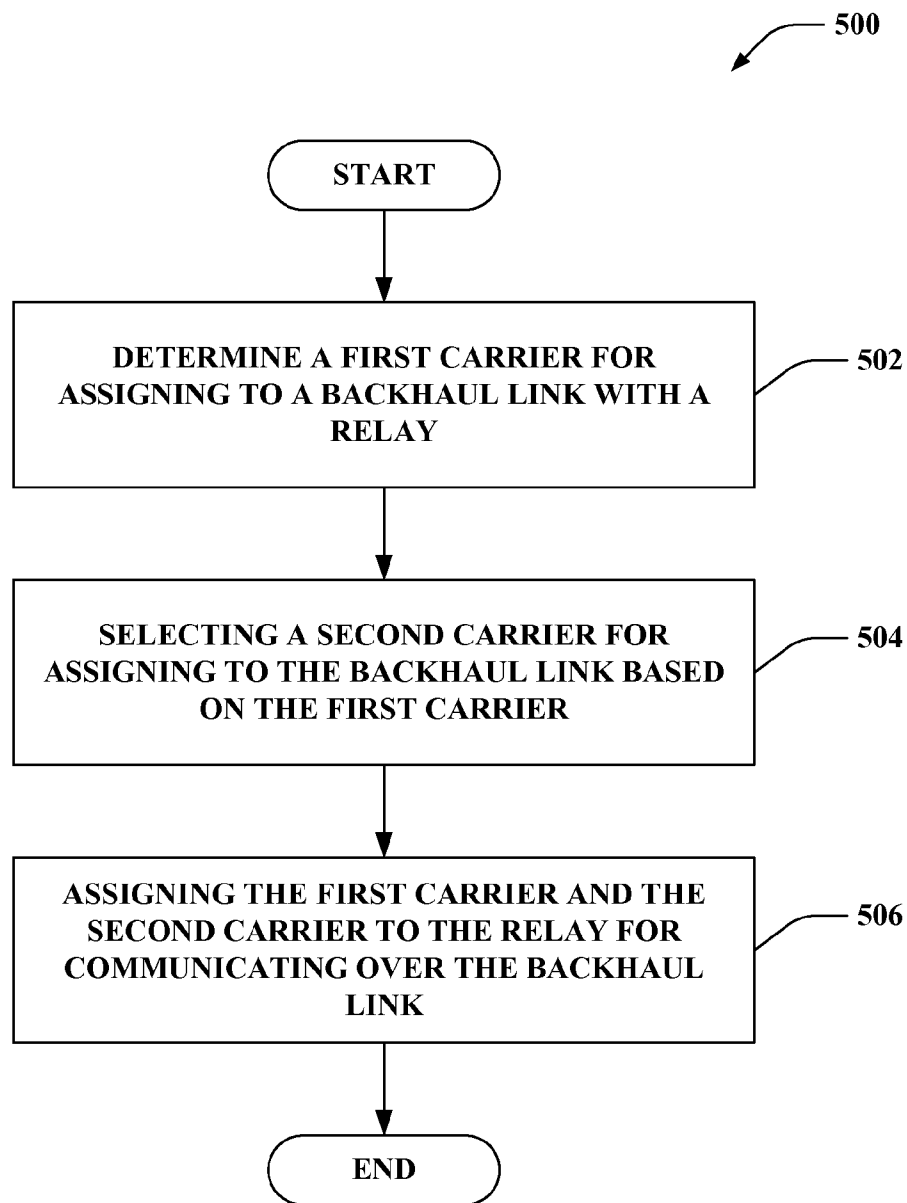 500
START
DETERMINE A FIRST CARRIER FOR
ASSIGNING TO A BACKHAUL LINK WITH A
RELAY
502
SELECTING A SECOND CARRIER FOR
ASSIGNING TO THE BACKHAUL LINK BASED
ON THE FIRST CARRIER
504
ASSIGNING THE FIRST CARRIER AND THE
SECOND CARRIER TO THE RELAY FOR
COMMUNICATING OVER THE BACKHAUL
LINK
506
END